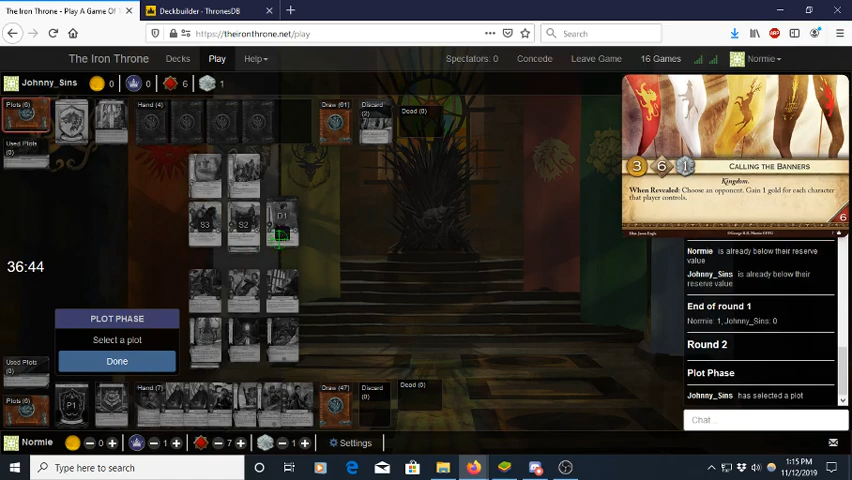 The Iron Throne - Play A Game Of T
Deckbuilder - ThronesDB
https://theironthrone.net/play
Search
The Iron Throne
Decks
Play
Help
Spectators: 0
Concede
Leave Game
16 Games
Normie
Johnny_Sins
0
0
6
1
Plots (6)
Hand (4)
Draw (61)
Discard (2)
Dead (0)
Used Plots (0)
S3
S2
D1
3
6
1
CALLING THE BANNERS
Kingdom.
When Revealed: Choose an opponent. Gain 1 gold for each character that player controls.
6
36:44
Normie is already below their reserve value
Johnny_Sins is already below their reserve value
End of round 1
Normie: 1, Johnny_Sins: 0
Round 2
Plot Phase
Johnny_Sins has selected a plot
Chat...
PLOT PHASE
Select a plot
Done
Used Plots (0)
Plots (6)
P1
Hand (7)
Draw (47)
Discard (0)
Dead (0)
Normie
0
1
7
1
Settings
Type here to search
1:15 PM
11/12/2019